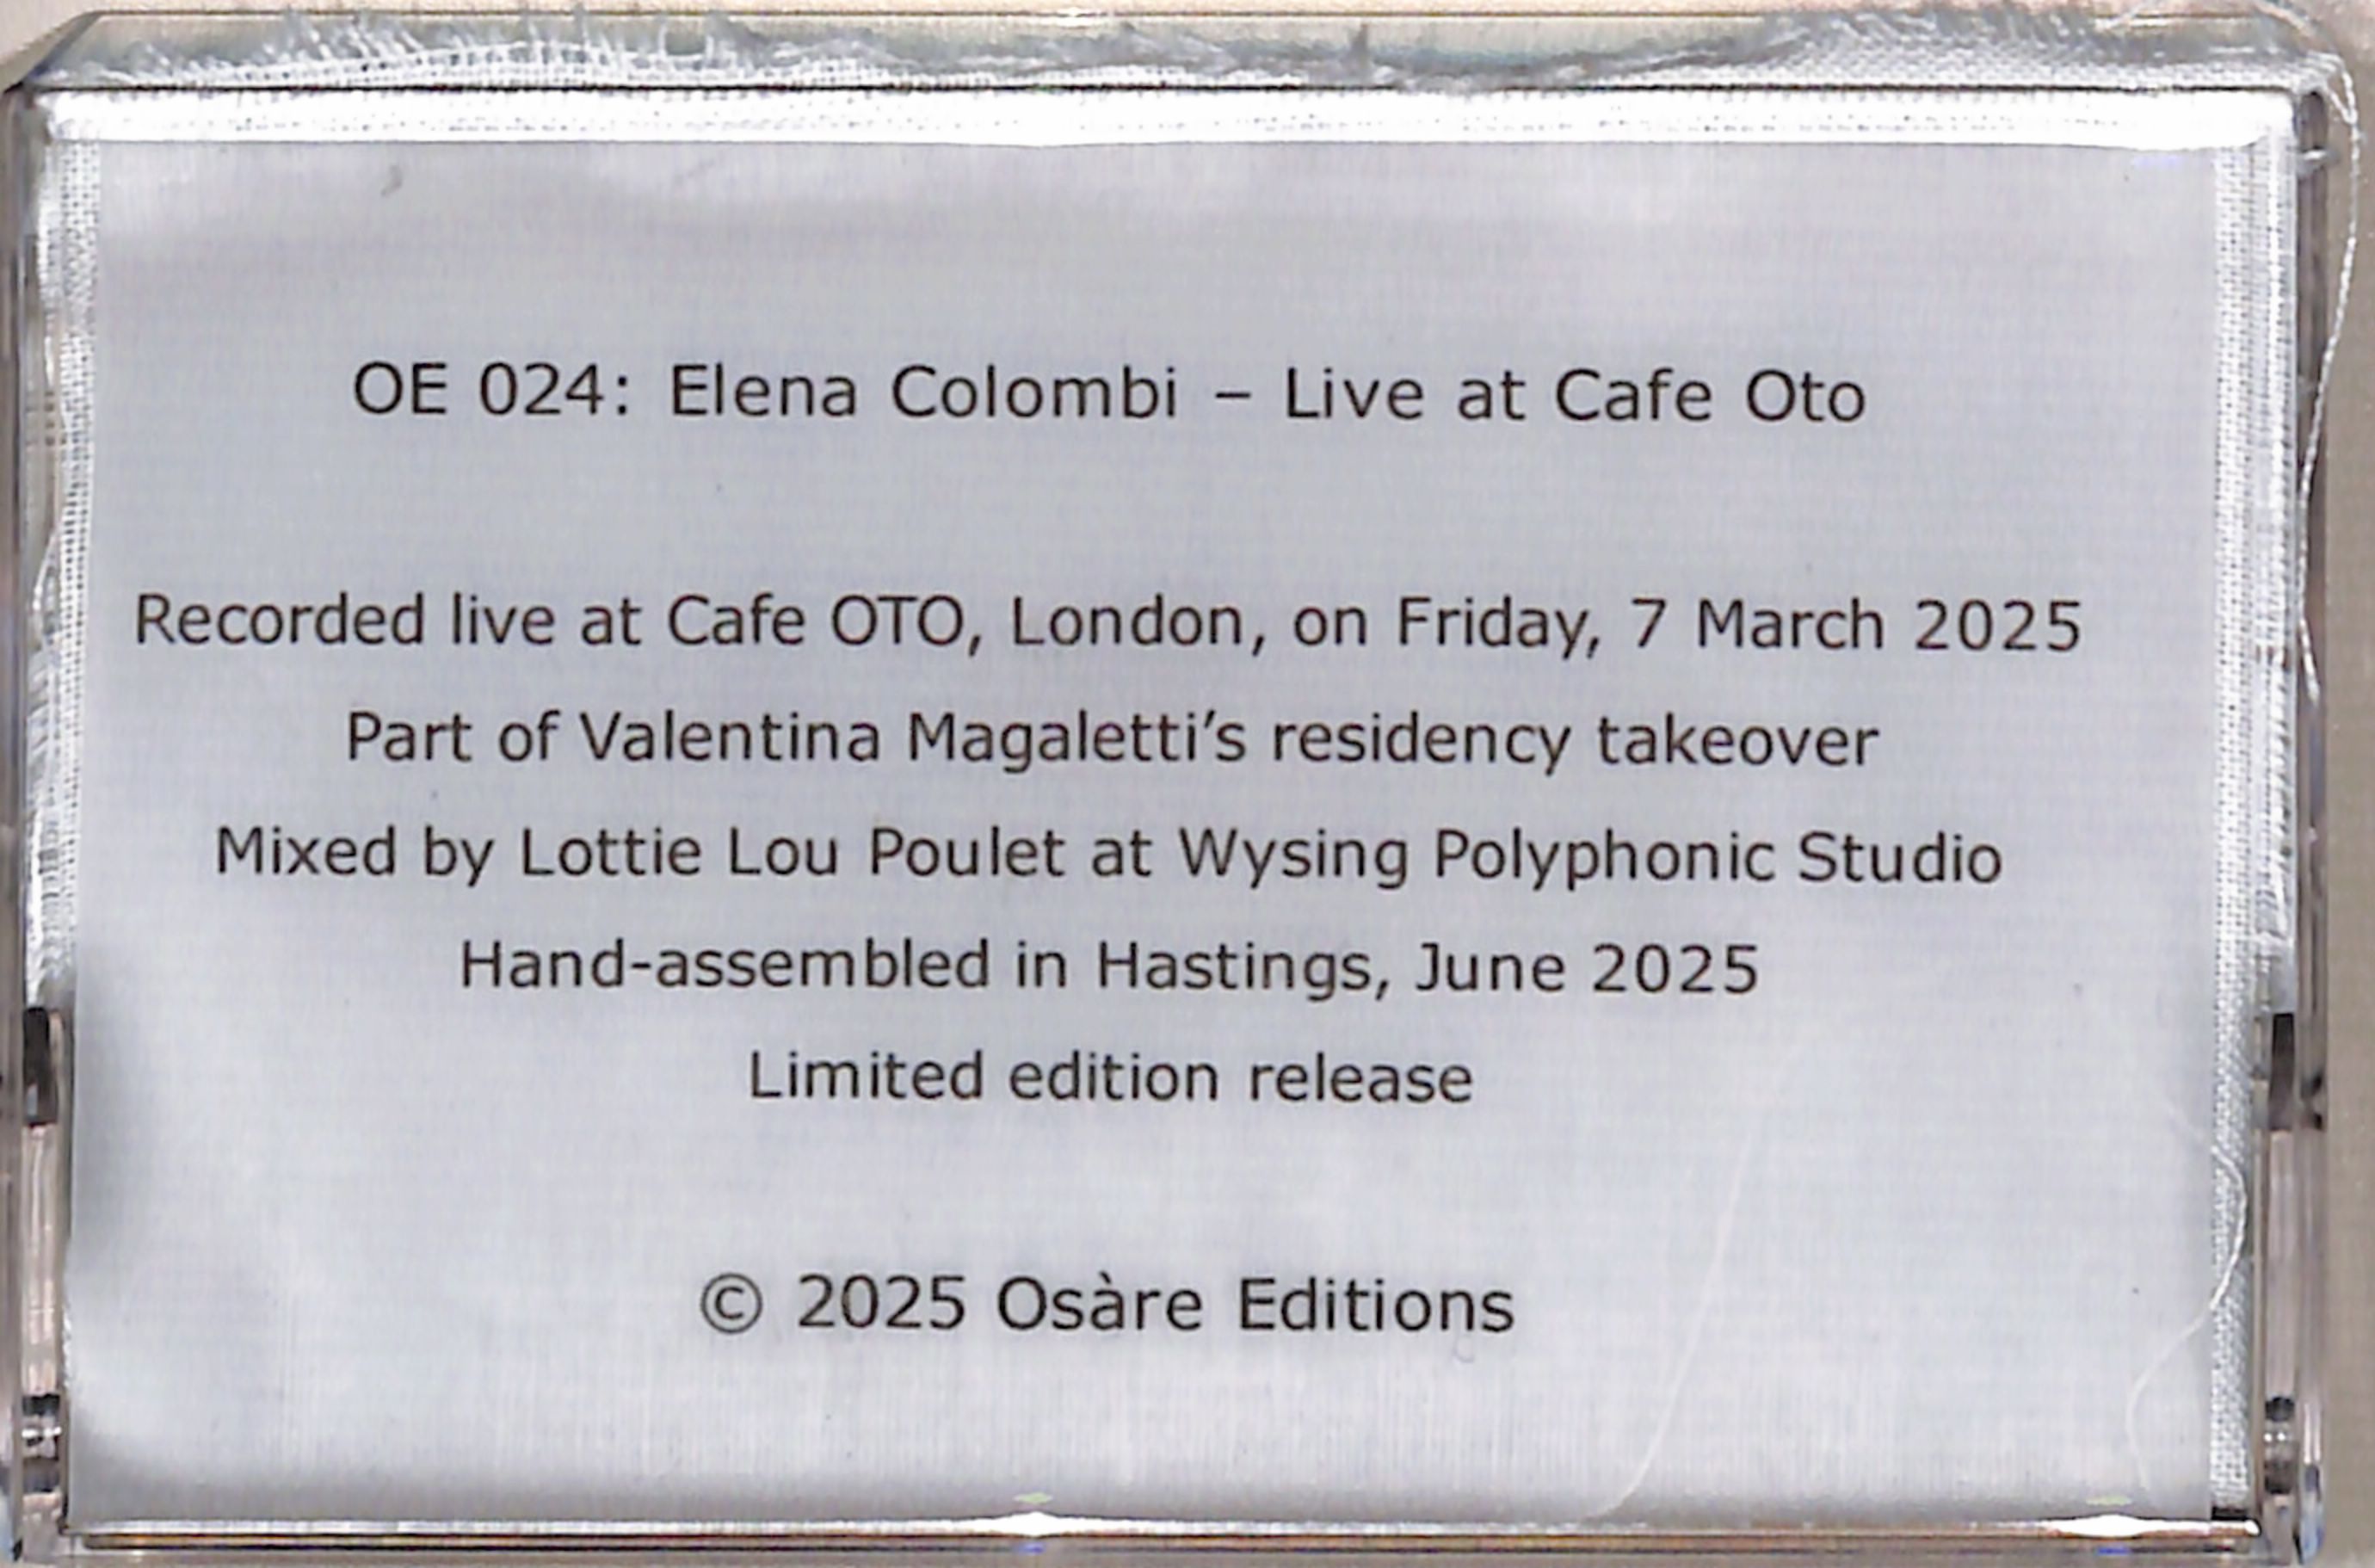 OE 024: Elena Colombi – Live at Cafe Oto
Recorded live at Cafe OTO, London, on Friday, 7 March 2025
Part of Valentina Magaletti’s residency takeover
Mixed by Lottie Lou Poulet at Wysing Polyphonic Studio
Hand-assembled in Hastings, June 2025
Limited edition release
© 2025 Osàre Editions